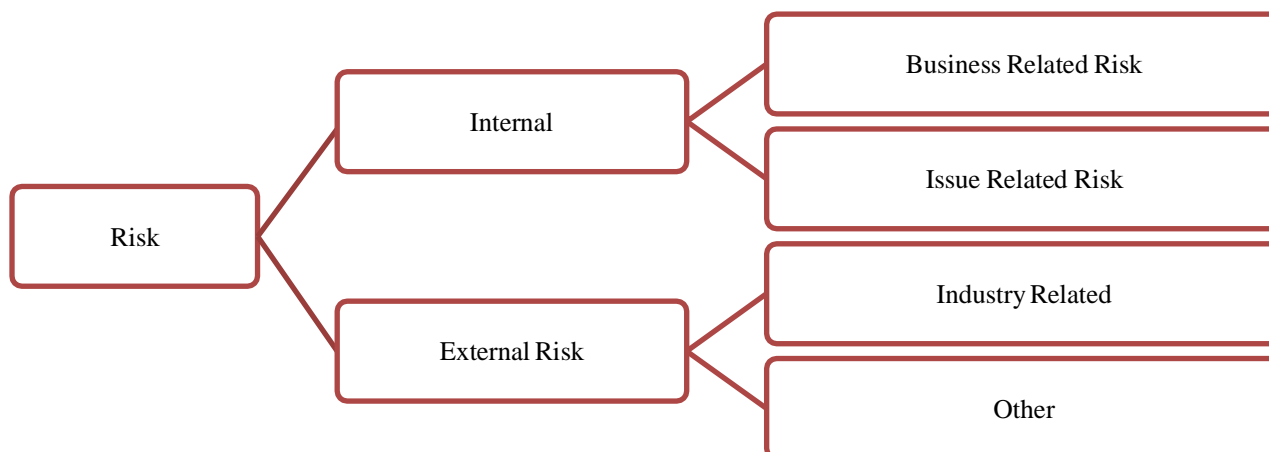 Business Related Risk
Internal
Issue Related Risk
Risk
Industry Related
External Risk
Other